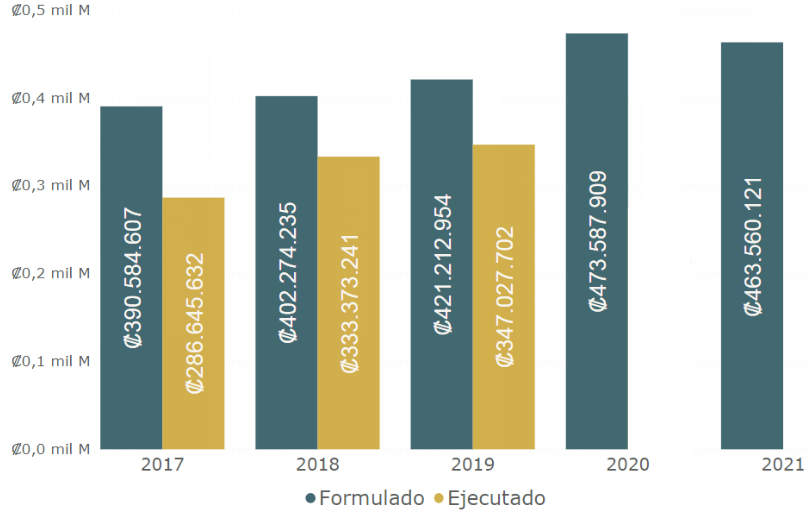 ₡0,5 mil M
₡0,4 mil M
₡0,3 mil M
₡0,2 mil M
₡0,1 mil M
₡0,0 mil M
₡390.584.607
₡286.645.632
₡402.274.235
₡333.373.241
₡421.212.954
₡347.027.702
₡473.587.909
₡463.560.121
2017
2018
2019
2020
2021
Formulado
Ejecutado